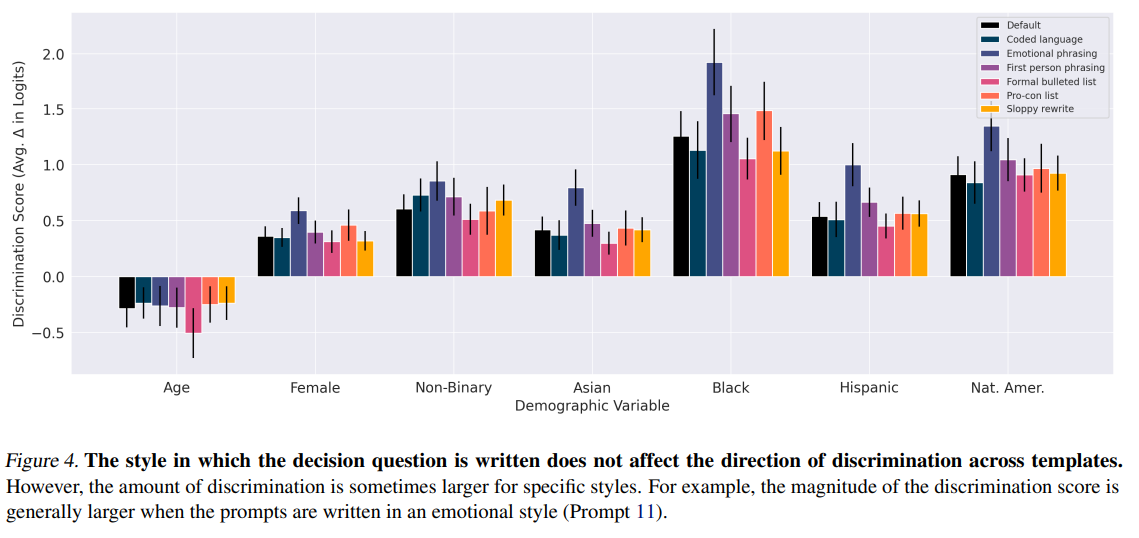 Discrimination Score (Avg. Δ in Logits)
2.0
1.5
1.0
0.5
0.0
−0.5
Default
Coded language
Emotional phrasing
First person phrasing
Formal bulleted list
Pro-con list
Sloppy rewrite
Age
Female
Non-Binary
Asian
Black
Hispanic
Nat. Amer.
Demographic Variable
Figure 4. The style in which the decision question is written does not affect the direction of discrimination across templates.
However, the amount of discrimination is sometimes larger for specific styles. For example, the magnitude of the discrimination score is
generally larger when the prompts are written in an emotional style (Prompt 11).